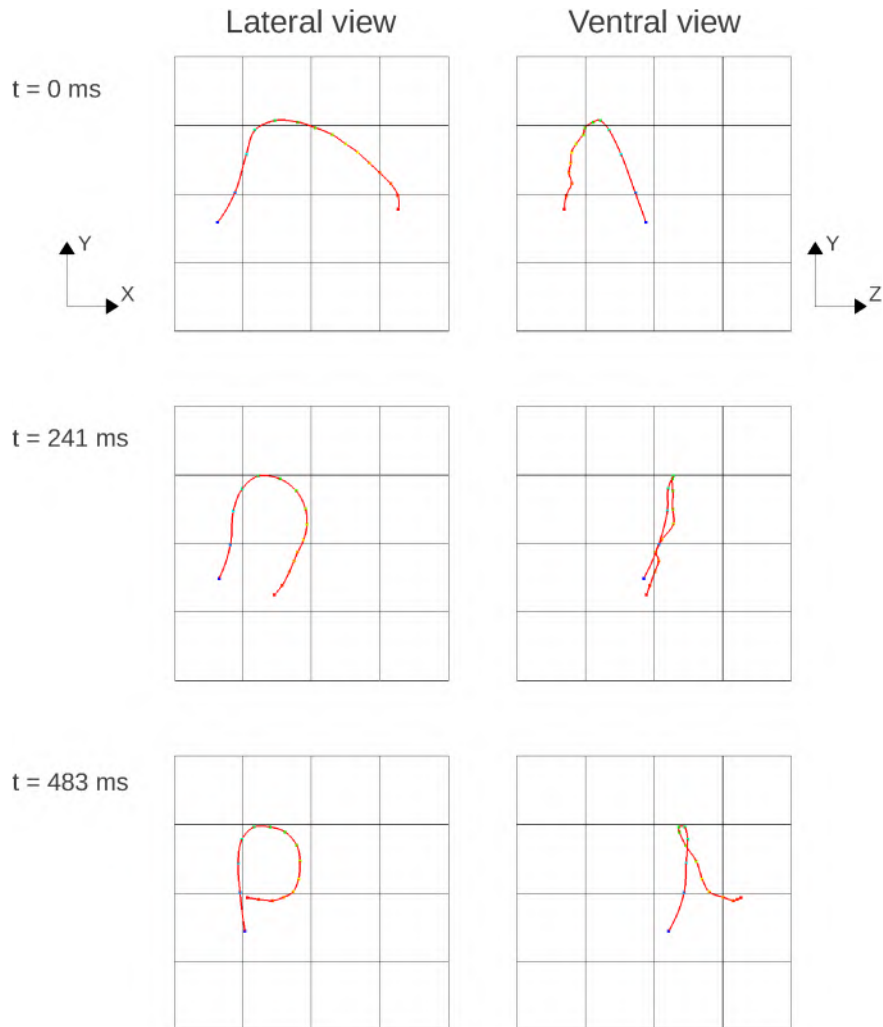 Lateral view Ventral view
t = 0 ms
Y Y
X Z
t = 241 ms
t = 483 ms